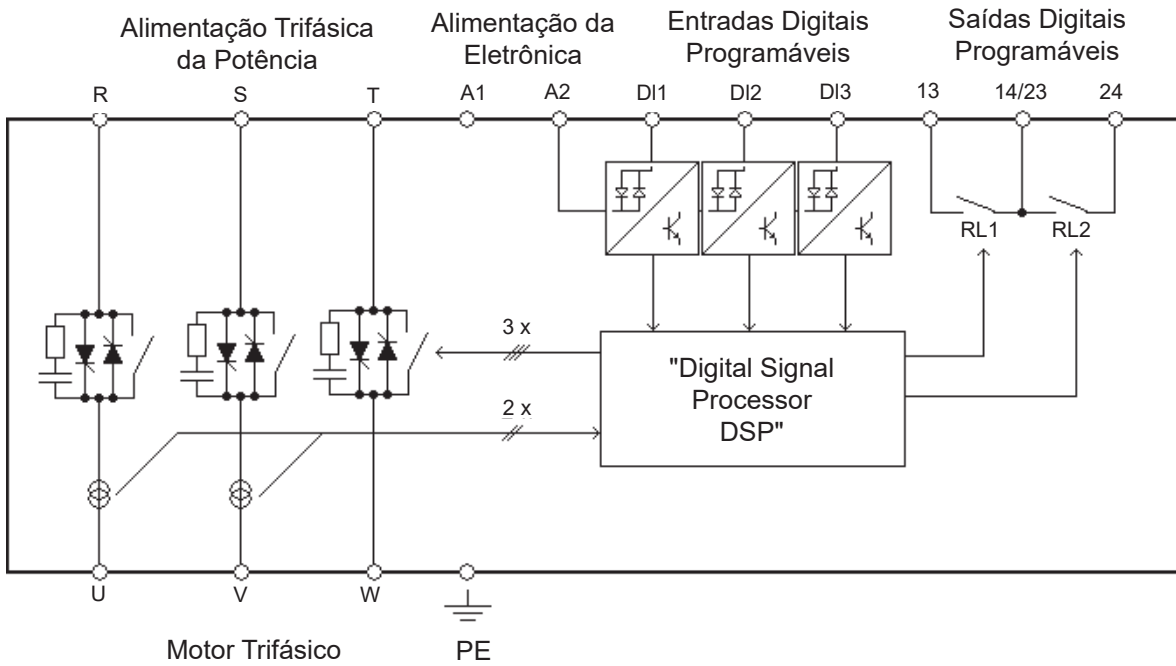 Alimentação Trifásica
da Potência
Alimentação da
Eletrônica
Entradas Digitais
Programáveis
Saídas Digitais
Programáveis
R
S
T
A1
A2
DI1
DI2
DI3
13
14/23
24
RL1
RL2
3 x
2 x
"Digital Signal
Processor
DSP"
U
V
W
PE
Motor Trifásico